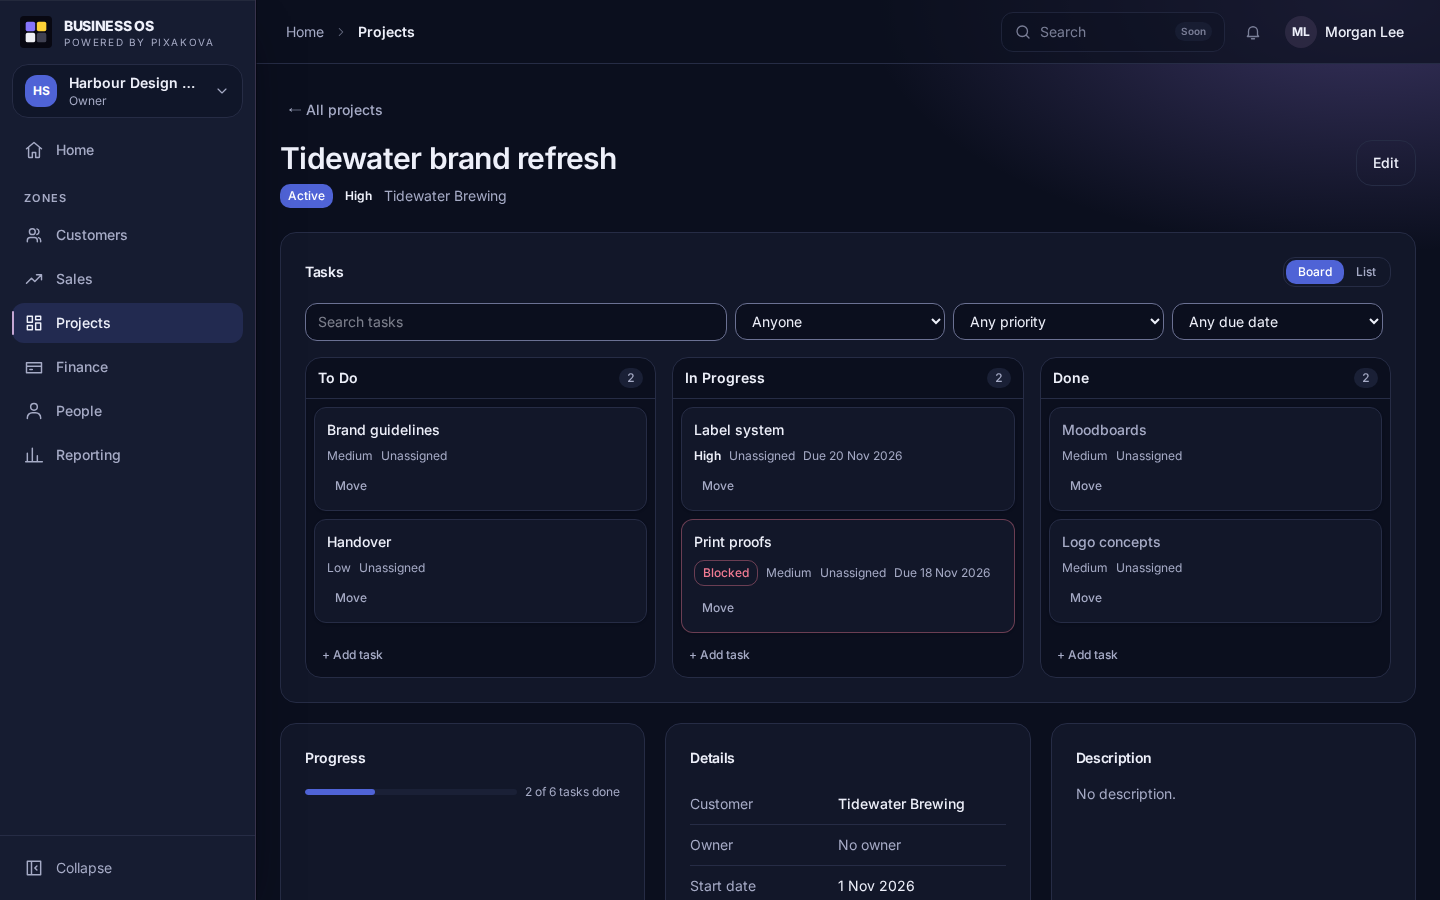 BUSINESS OS
POWERED BY PIXAKOVA
HS
Harbour Design ...
Owner
Home
ZONES
Customers
Sales
Projects
Finance
People
Reporting
Collapse
Home > Projects
Search
Soon
ML
Morgan Lee
← All projects
Tidewater brand refresh
Edit
Active High Tidewater Brewing
Tasks
Board List
Search tasks
Anyone
Any priority
Any due date
To Do 2
Brand guidelines
Medium Unassigned
Move
Handover
Low Unassigned
Move
+ Add task
In Progress 2
Label system
High Unassigned Due 20 Nov 2026
Move
Print proofs
Blocked Medium Unassigned Due 18 Nov 2026
Move
+ Add task
Done 2
Moodboards
Medium Unassigned
Move
Logo concepts
Medium Unassigned
Move
+ Add task
Progress
2 of 6 tasks done
Details
Customer Tidewater Brewing
Owner No owner
Start date 1 Nov 2026
Description
No description.